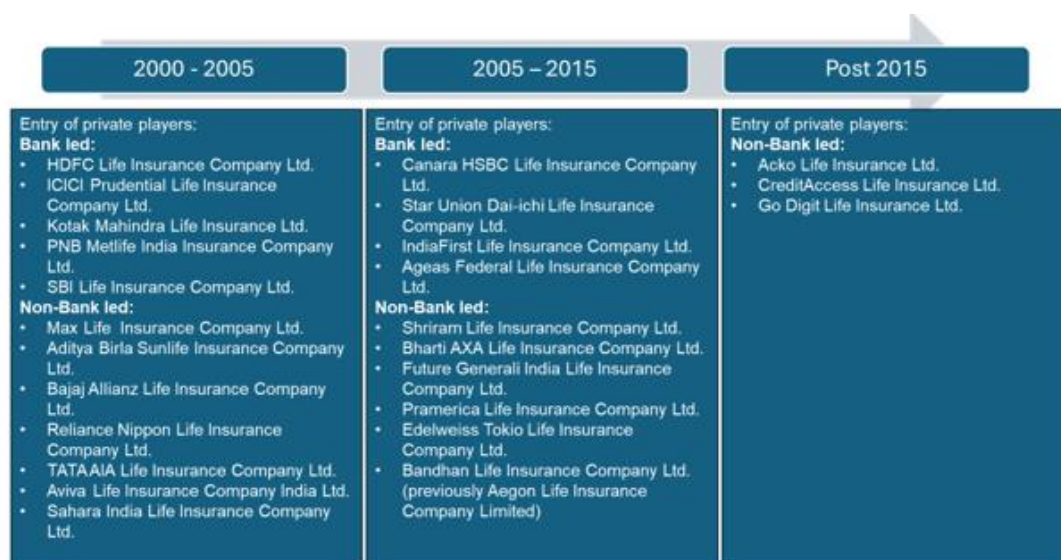 2000 - 2005
Entry of private players:
Bank led:
• HDFC Life Insurance Company Ltd.
• ICICI Prudential Life Insurance
Company Ltd.
• Kotak Mahindra Life Insurance Ltd.
• PNB Metlife India Insurance Company
Ltd.
• SBI Life Insurance Company Ltd.
Non-Bank led:
• Max Life Insurance Company Ltd.
• Aditya Birla Sunlife Insurance Company
Ltd.
• Bajaj Allianz Life Insurance Company
Ltd.
• Reliance Nippon Life Insurance
Company Ltd.
• TATA AIA Life Insurance Company Ltd.
• Aviva Life Insurance Company India Ltd.
• Sahara India Life Insurance Company
Ltd.
2005 – 2015
Entry of private players:
Bank led:
• Canara HSBC Life Insurance Company
Ltd.
• Star Union Dai-ichi Life Insurance
Company Ltd.
• IndiaFirst Life Insurance Company Ltd.
• Ageas Federal Life Insurance Company
Ltd.
Non-Bank led:
• Shriram Life Insurance Company Ltd.
• Bharti AXA Life Insurance Company Ltd.
• Future Generali India Life Insurance
Company Ltd.
• Pramerica Life Insurance Company Ltd.
• Edelweiss Tokio Life Insurance
Company Ltd.
• Bandhan Life Insurance Company Ltd.
(previously Aegon Life Insurance
Company Limited)
Post 2015
Entry of private players:
Non-Bank led:
• Acko Life Insurance Ltd.
• CreditAccess Life Insurance Ltd.
• Go Digit Life Insurance Ltd.